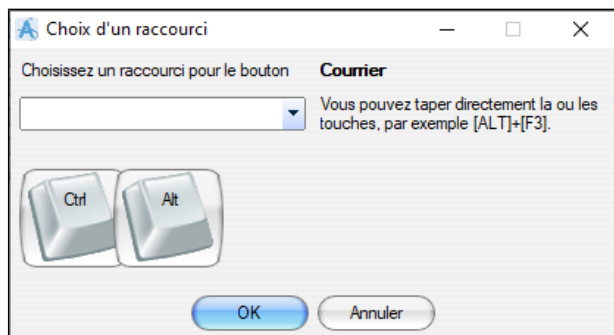 Choix d'un raccourci
Choisissez un raccourci pour le bouton
Courrier
Vous pouvez taper directement la ou les
touches, par exemple [ALT]+[F3].
Ctrl
Alt
OK
Annuler